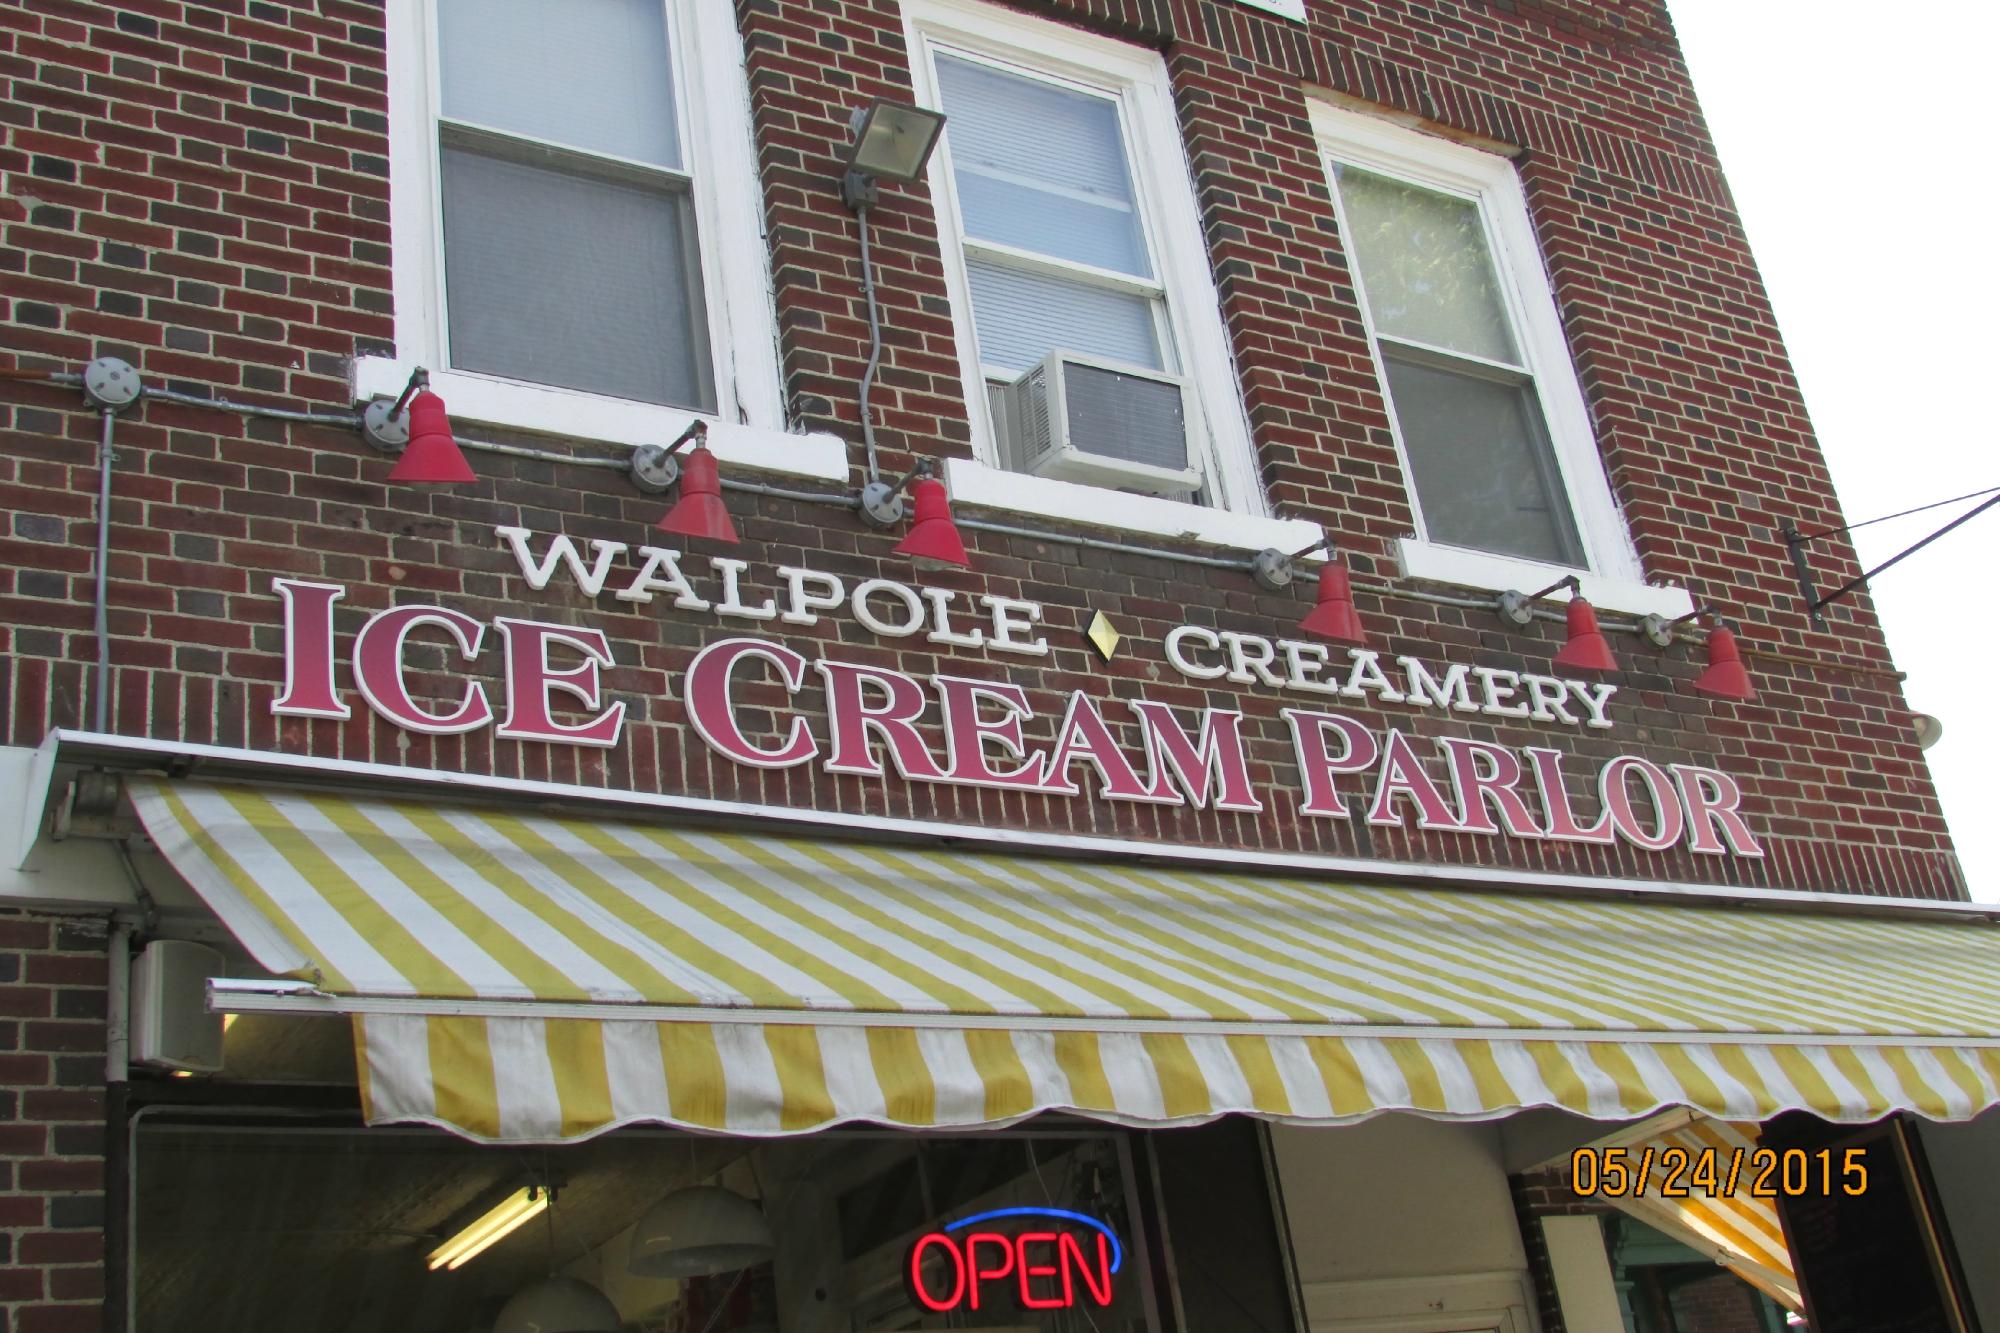 WALPOLE CREAMERY
ICE CREAM PARLOR
OPEN
05/24/2015